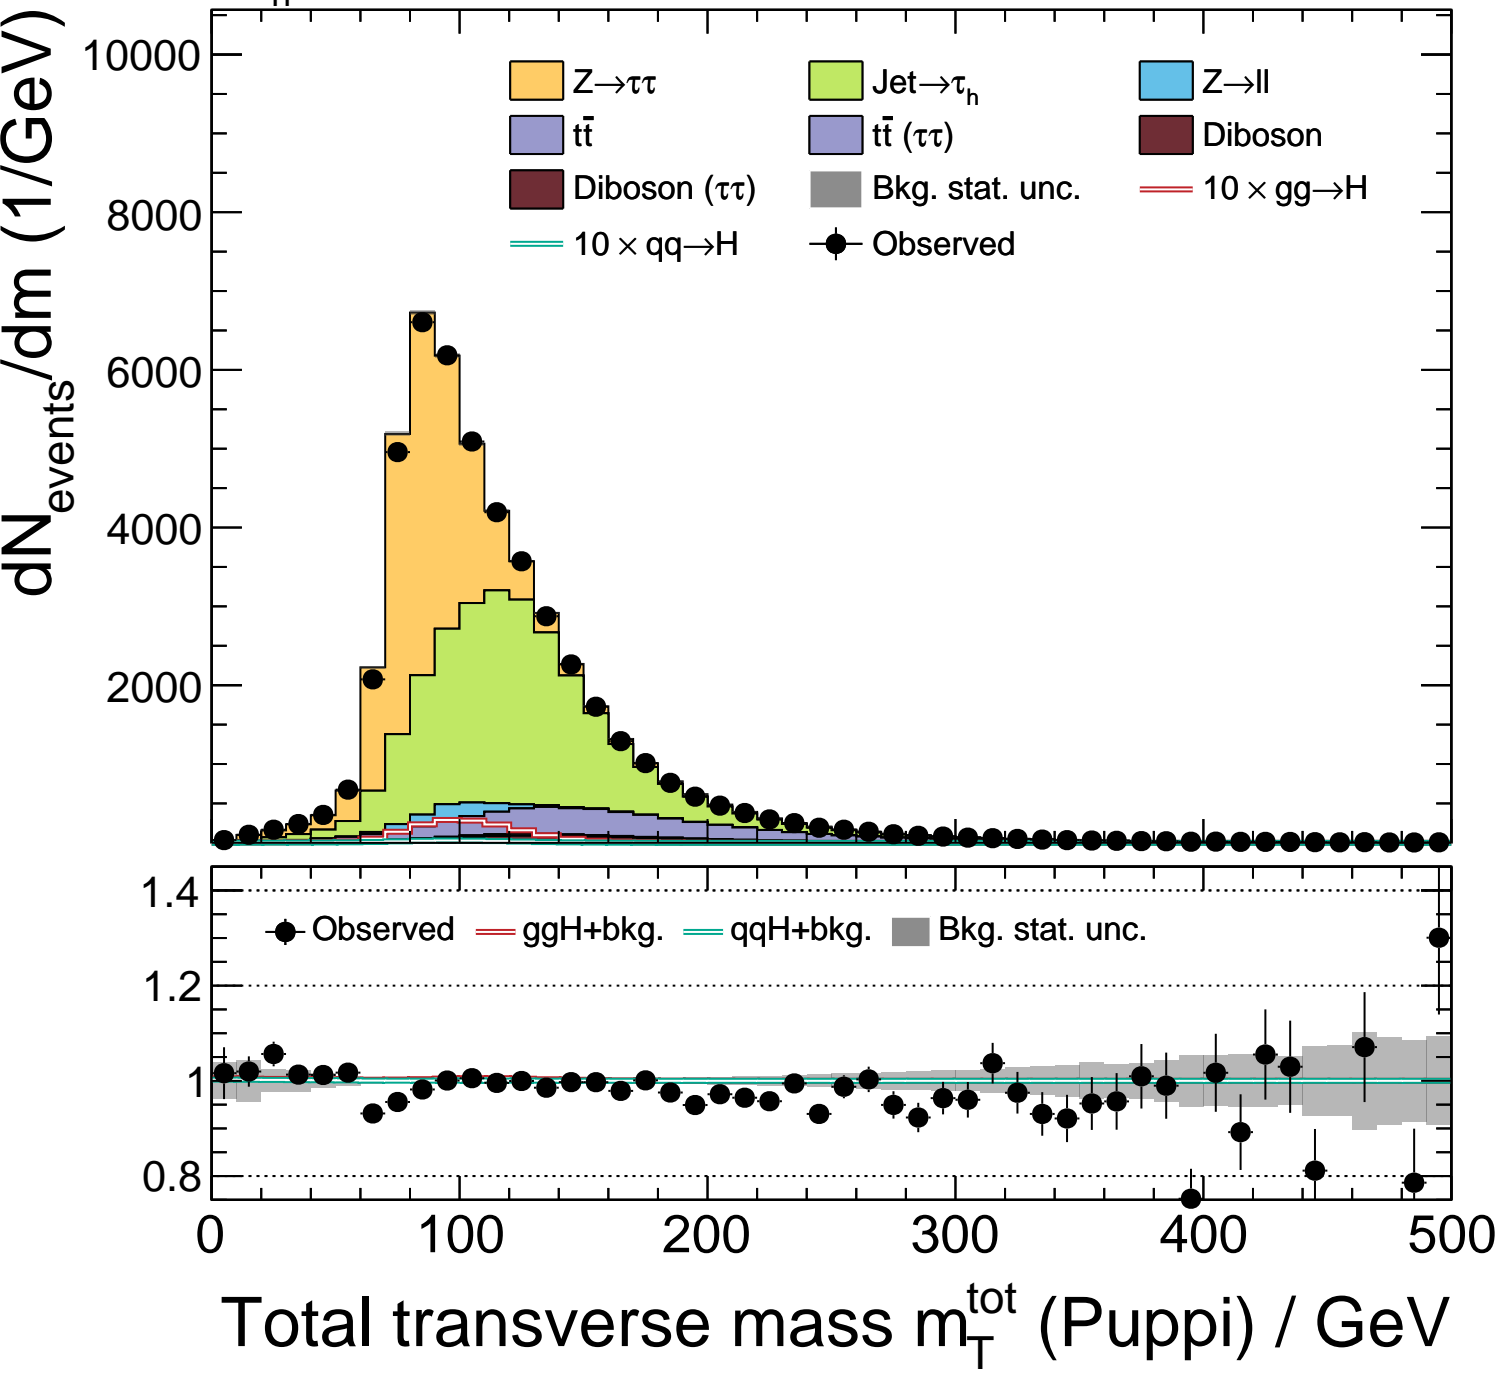 dN_events/dm (1/GeV)
10000
8000
6000
4000
2000
Z→ττ
Jet→τ_h
Z→ll
tt̄
tt̄ (ττ)
Diboson
Diboson (ττ)
Bkg. stat. unc.
10 × gg→H
10 × qq→H
Observed
1.4
1.2
1
0.8
Observed
ggH+bkg.
qqH+bkg.
Bkg. stat. unc.
0 100 200 300 400 500
Total transverse mass m_T^tot (Puppi) / GeV